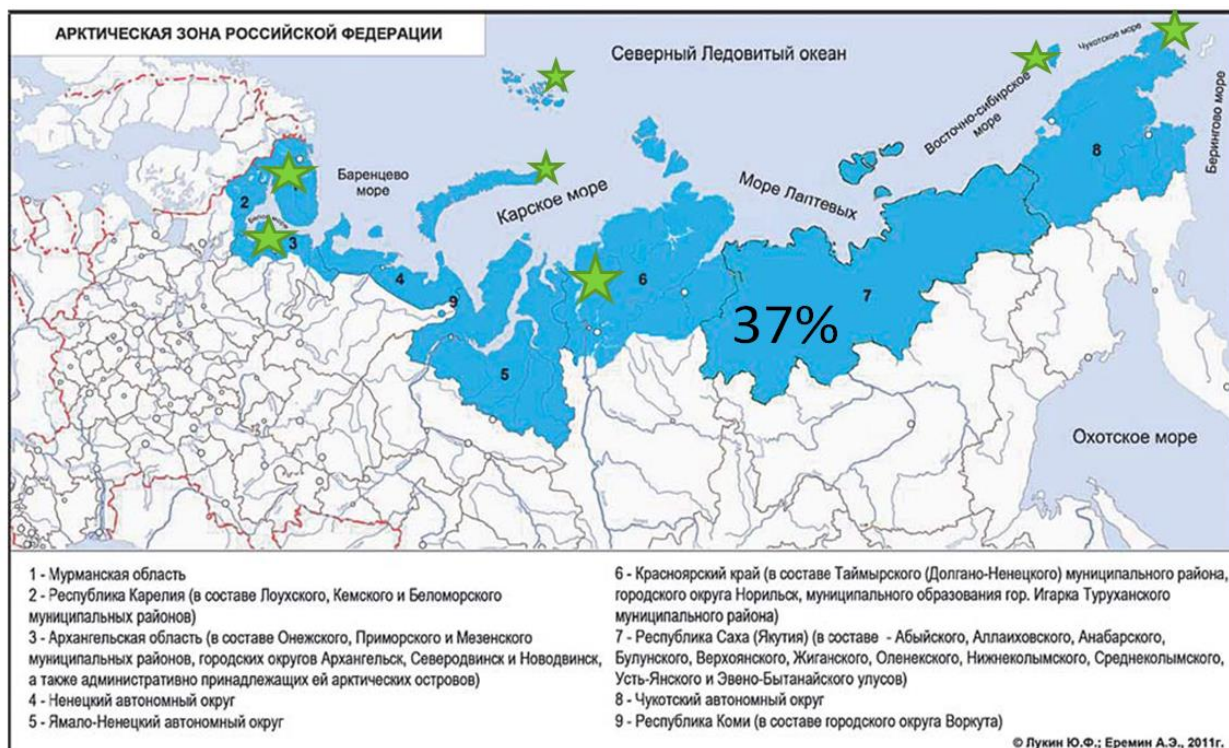 АРКТИЧЕСКАЯ ЗОНА РОССИЙСКОЙ ФЕДЕРАЦИИ
Северный Ледовитый океан
Чукотское море
Берингово море
Восточно-сибирское
море
8
Баренцево
море
2
Карское море
Море Лаптевых
3
4
9
6
7
37%
5
Охотское море
1 - Мурманская область
2 - Республика Карелия (в составе Лоухского, Кемского и Беломорского
муниципальных районов)
3 - Архангельская область (в составе Онежского, Приморского и Мезенского
муниципальных районов, городских округов Архангельск, Северодвинск и Новодвинск,
а также административно принадлежащих ей арктических островов)
4 - Ненецкий автономный округ
5 - Ямало-Ненецкий автономный округ
6 - Красноярский край (в составе Таймырского (Долгано-Ненецкого) муниципального района,
городского округа Норильск, муниципального образования гор. Игарка Туруханского
муниципального района)
7 - Республика Саха (Якутия) (в составе - Абыйского, Аллаиховского, Анабарского,
Булунского, Верхоянского, Жиганского, Оленекского, Нижнеколымского, Среднеколымского,
Усть-Янского и Эвено-Бытанайского улусов)
8 - Чукотский автономный округ
9 - Республика Коми (в составе городского округа Воркута)
© Лукин Ю.Ф.; Еремин А.Э., 2011г.